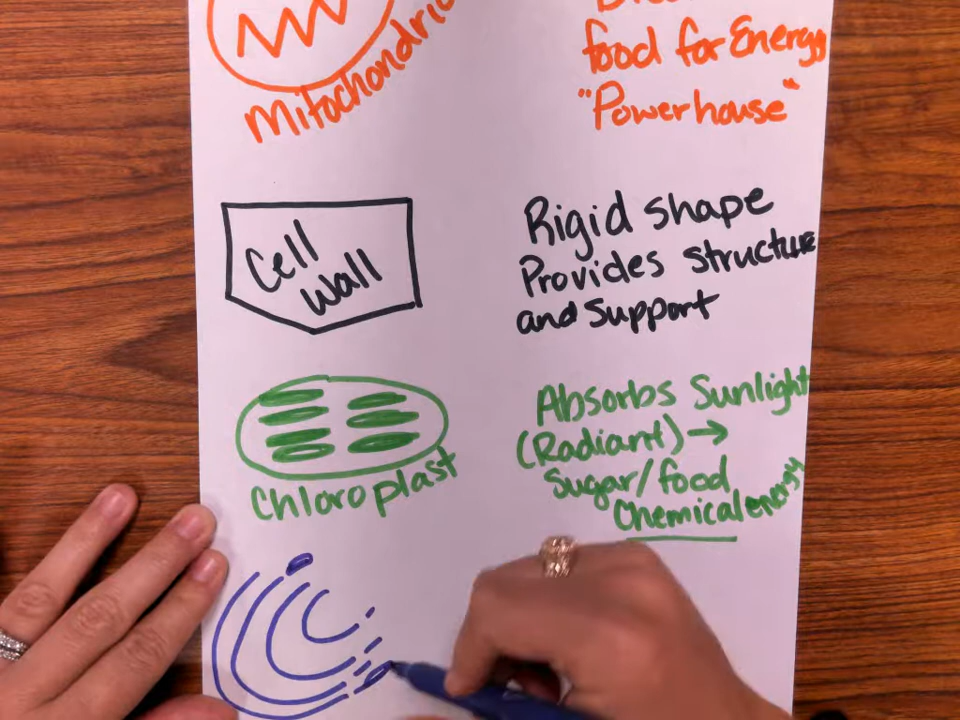 Mitochondria
food for Energy
"Powerhouse"
Cell
Wall
Rigid shape
Provides structure
and Support
Chloroplast
Absorbs Sunlight
(Radiant) →
Sugar/food
Chemical energy